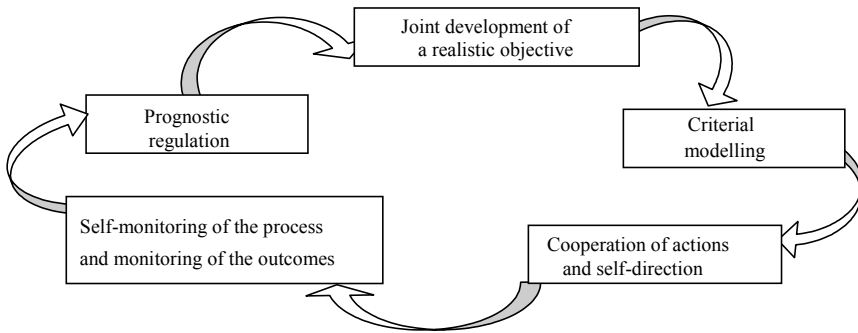 Joint development of
a realistic objective
Prognostic
regulation
Criterial
modelling
Self-monitoring of the process
and monitoring of the outcomes
Cooperation of actions
and self-direction